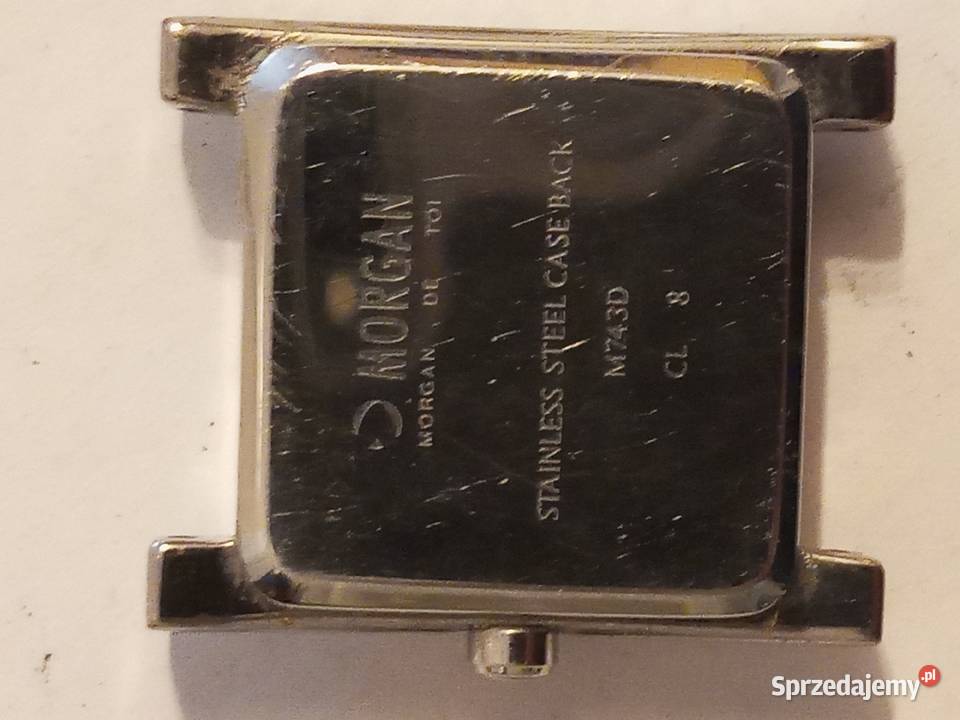 MORGAN
MORGAN DE TOI
STAINLESS STEEL CASE BACK
M743D
CL 8
Sprzedajemy.pl